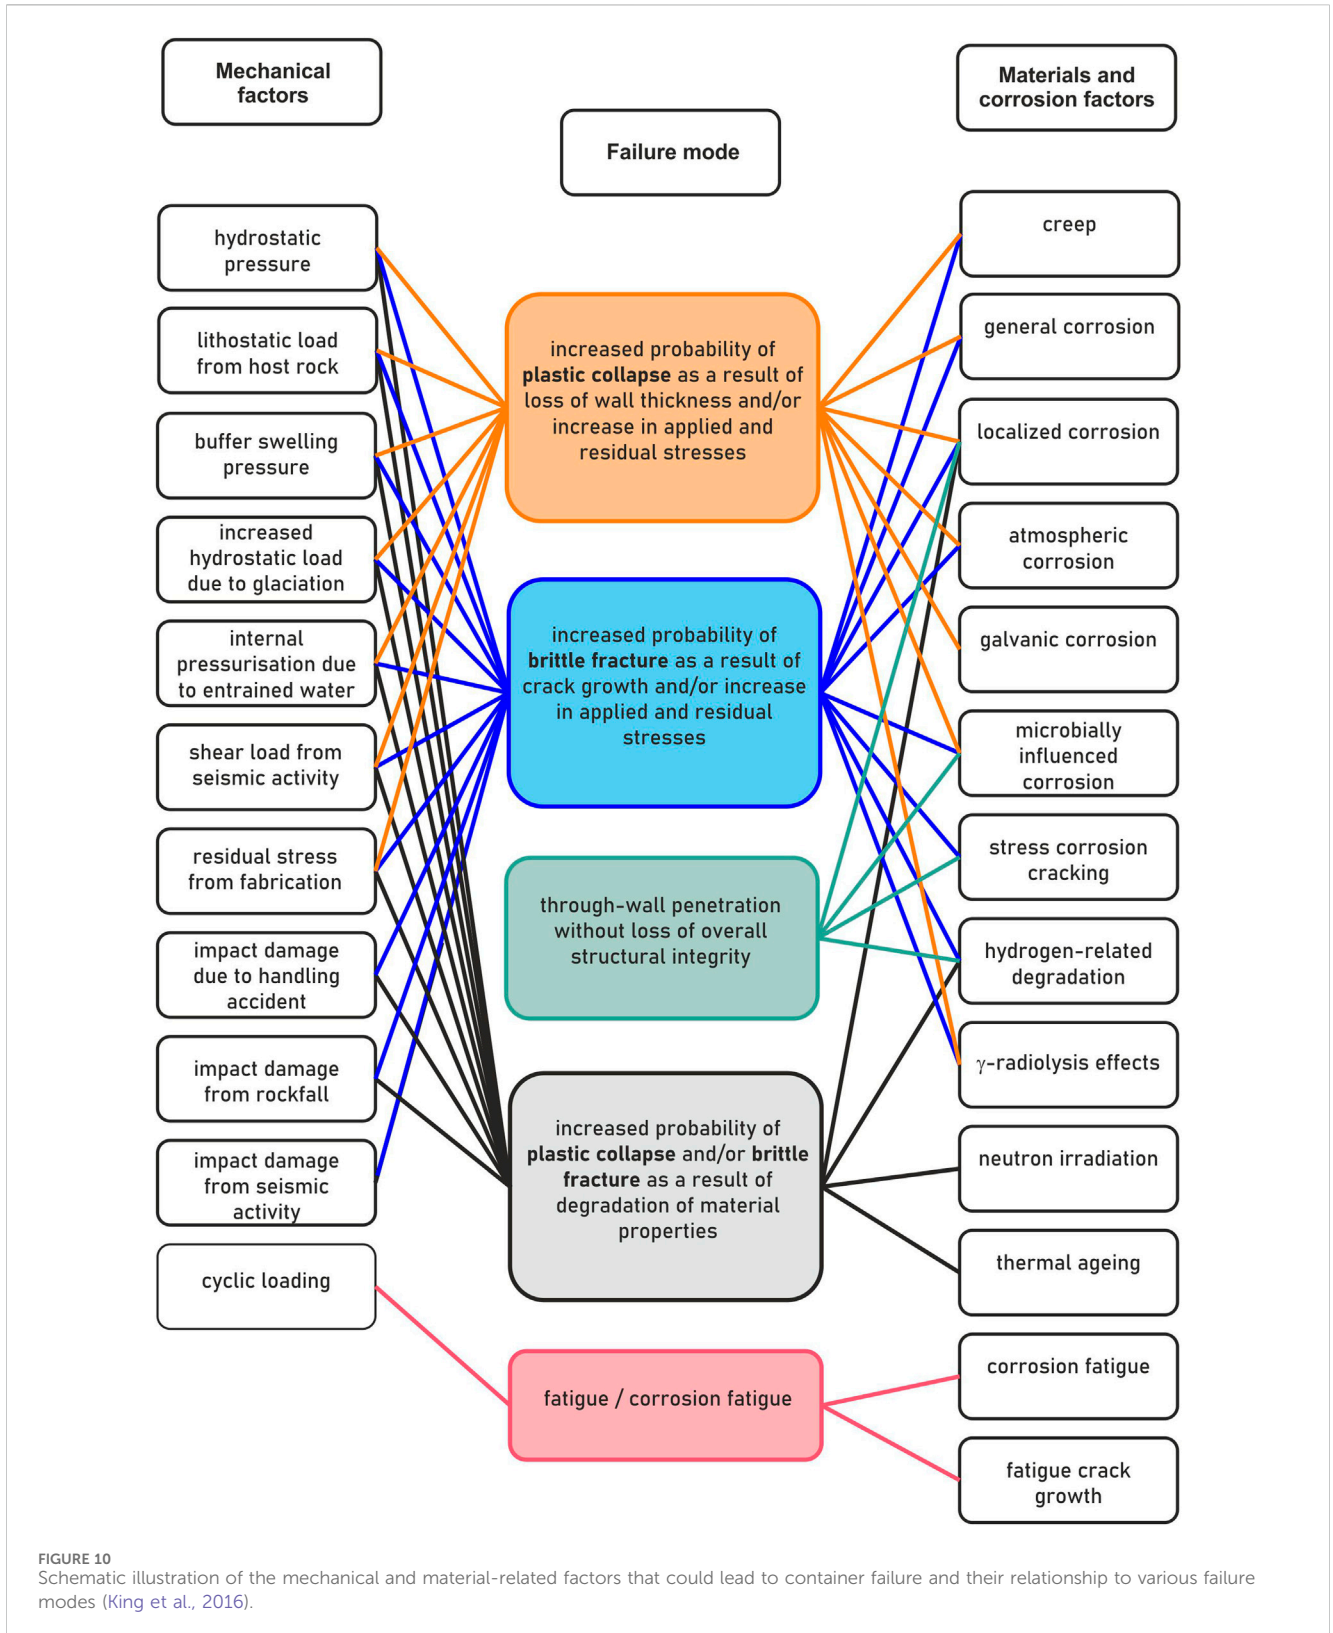 Mechanical
factors
Failure mode
Materials and
corrosion factors
hydrostatic
pressure
lithostatic load
from host rock
buffer swelling
pressure
increased
hydrostatic load
due to glaciation
internal
pressurisation due
to entrained water
shear load from
seismic activity
residual stress
from fabrication
impact damage
due to handling
accident
impact damage
from rockfall
impact damage
from seismic
activity
cyclic loading
increased probability of
plastic collapse as a result of
loss of wall thickness and/or
increase in applied and
residual stresses
increased probability of
brittle fracture as a result of
crack growth and/or increase
in applied and residual
stresses
through-wall penetration
without loss of overall
structural integrity
increased probability of
plastic collapse and/or brittle
fracture as a result of
degradation of material
properties
fatigue / corrosion fatigue
creep
general corrosion
localized corrosion
atmospheric
corrosion
galvanic corrosion
microbially
influenced
corrosion
stress corrosion
cracking
hydrogen-related
degradation
γ-radiolysis effects
neutron irradiation
thermal ageing
corrosion fatigue
fatigue crack
growth
FIGURE 10
Schematic illustration of the mechanical and material-related factors that could lead to container failure and their relationship to various failure
modes (King et al., 2016).